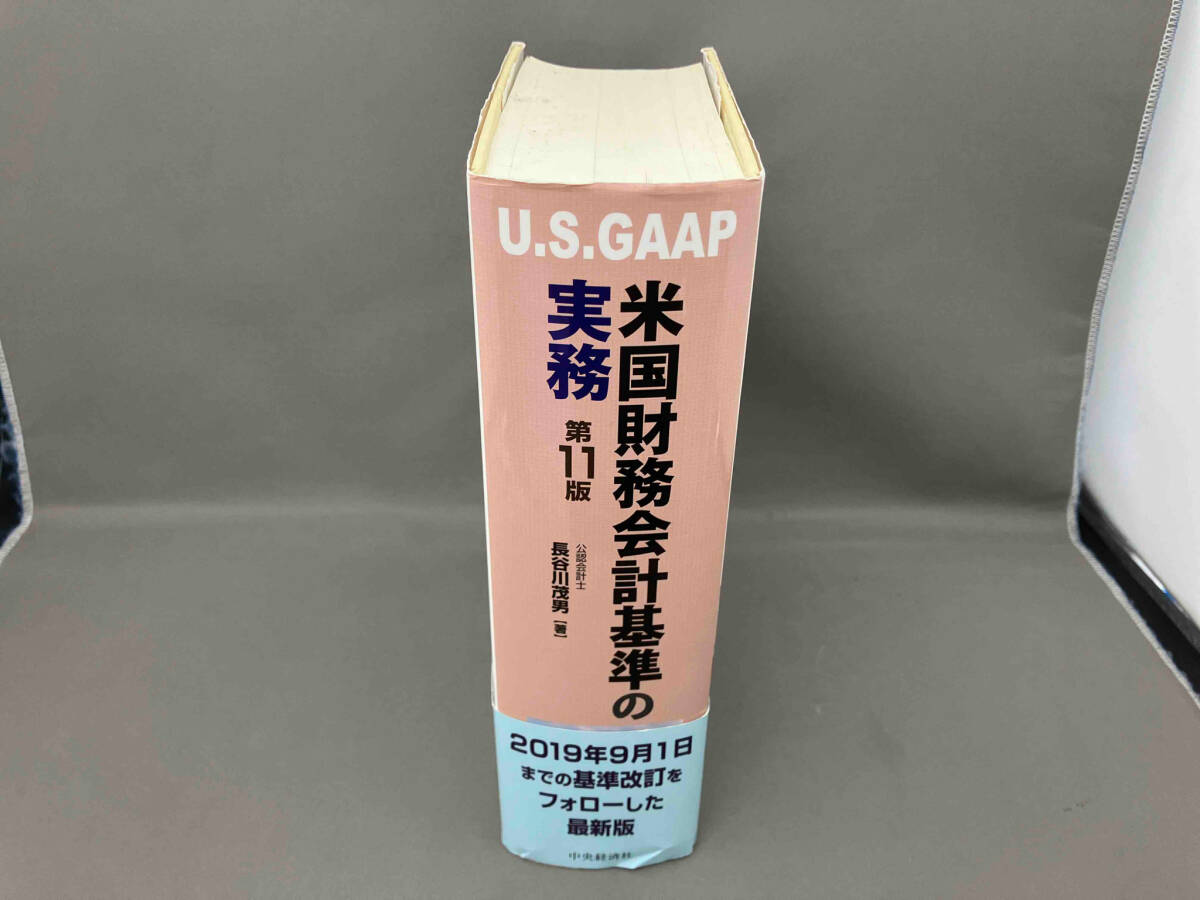 U.S.GAAP
米国財務会計基準の
実務
第11版
公認会計士
長谷川茂男 [著]
2019年9月1日
までの基準改訂を
フォローした
最新版
中央経済社